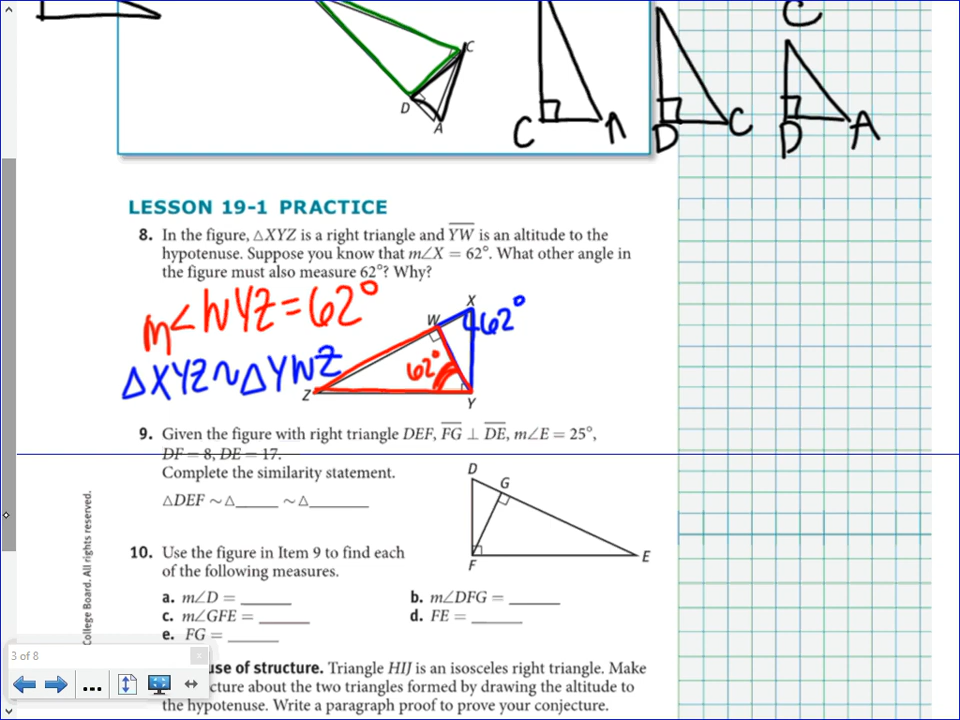 C
C
D
A
C
A
D
C
D
A
LESSON 19-1 PRACTICE
8. In the figure, △XYZ is a right triangle and YW is an altitude to the
hypotenuse. Suppose you know that m∠X = 62°. What other angle in
the figure must also measure 62°? Why?
m<WYZ=62°
X
W
62°
△XYZ~△YWZ
62°
Z
Y
9. Given the figure with right triangle DEF, FG ⊥ DE, m∠E = 25°,
DF = 8, DE = 17.
Complete the similarity statement.
△DEF ~ △_____ ~ △_______
D
G
F
E
10. Use the figure in Item 9 to find each
of the following measures.
a. m∠D = ______
b. m∠DFG = ______
c. m∠GFE = ______
d. FE = ______
e. FG = ______
use of structure. Triangle HIJ is an isosceles right triangle. Make
cture about the two triangles formed by drawing the altitude to
the hypotenuse. Write a paragraph proof to prove your conjecture.
College Board. All rights reserved.
3 of 8